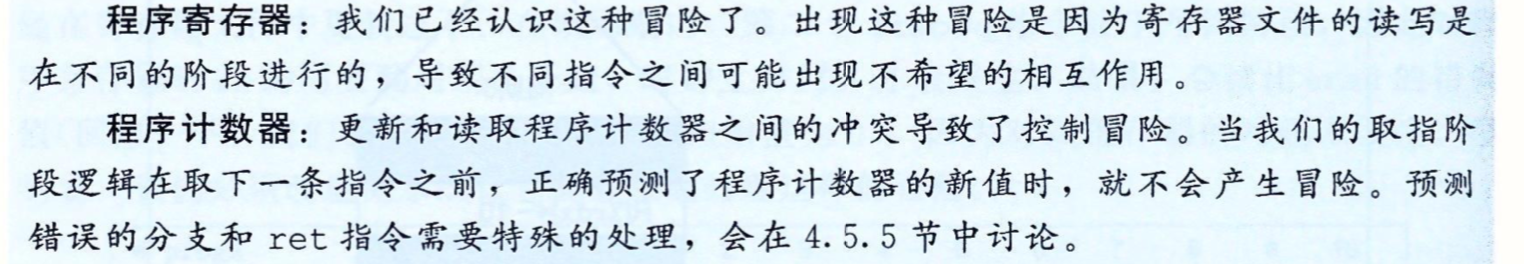 程序寄存器：我们已经认识这种冒险了。出现这种冒险是因为寄存器文件的读写是
在不同的阶段进行的，导致不同指令之间可能出现不希望的相互作用。
程序计数器：更新和读取程序计数器之间的冲突导致了控制冒险。当我们的取指阶
段逻辑在取下一条指令之前，正确预测了程序计数器的新值时，就不会产生冒险。预测
错误的分支和 ret 指令需要特殊的处理，会在 4.5.5 节中讨论。